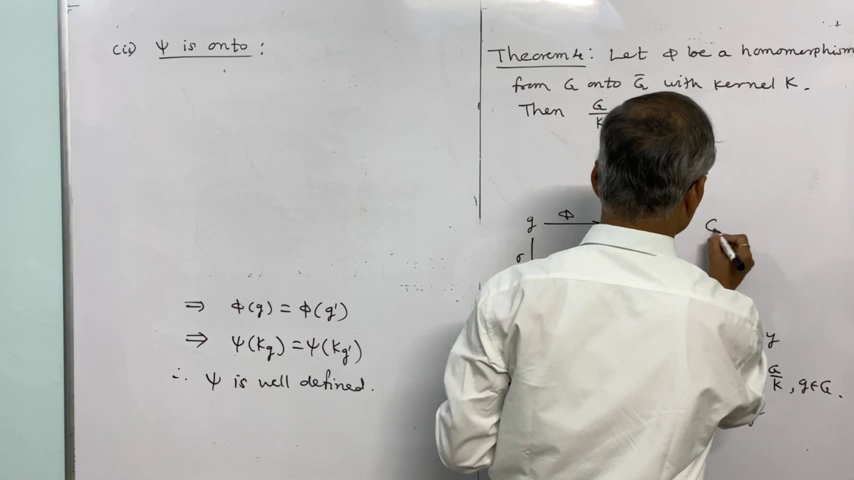 (ii) ψ is onto :
⇒ Φ(g) = Φ(g')
⇒ ψ(Kg) = ψ(Kg')
∴ ψ is well defined.
Theorem 4 : Let Φ be a homomorphism
from G onto Ḡ with kernel K.
Then G/K
g Φ G
σ
y
G/K , g∈G.